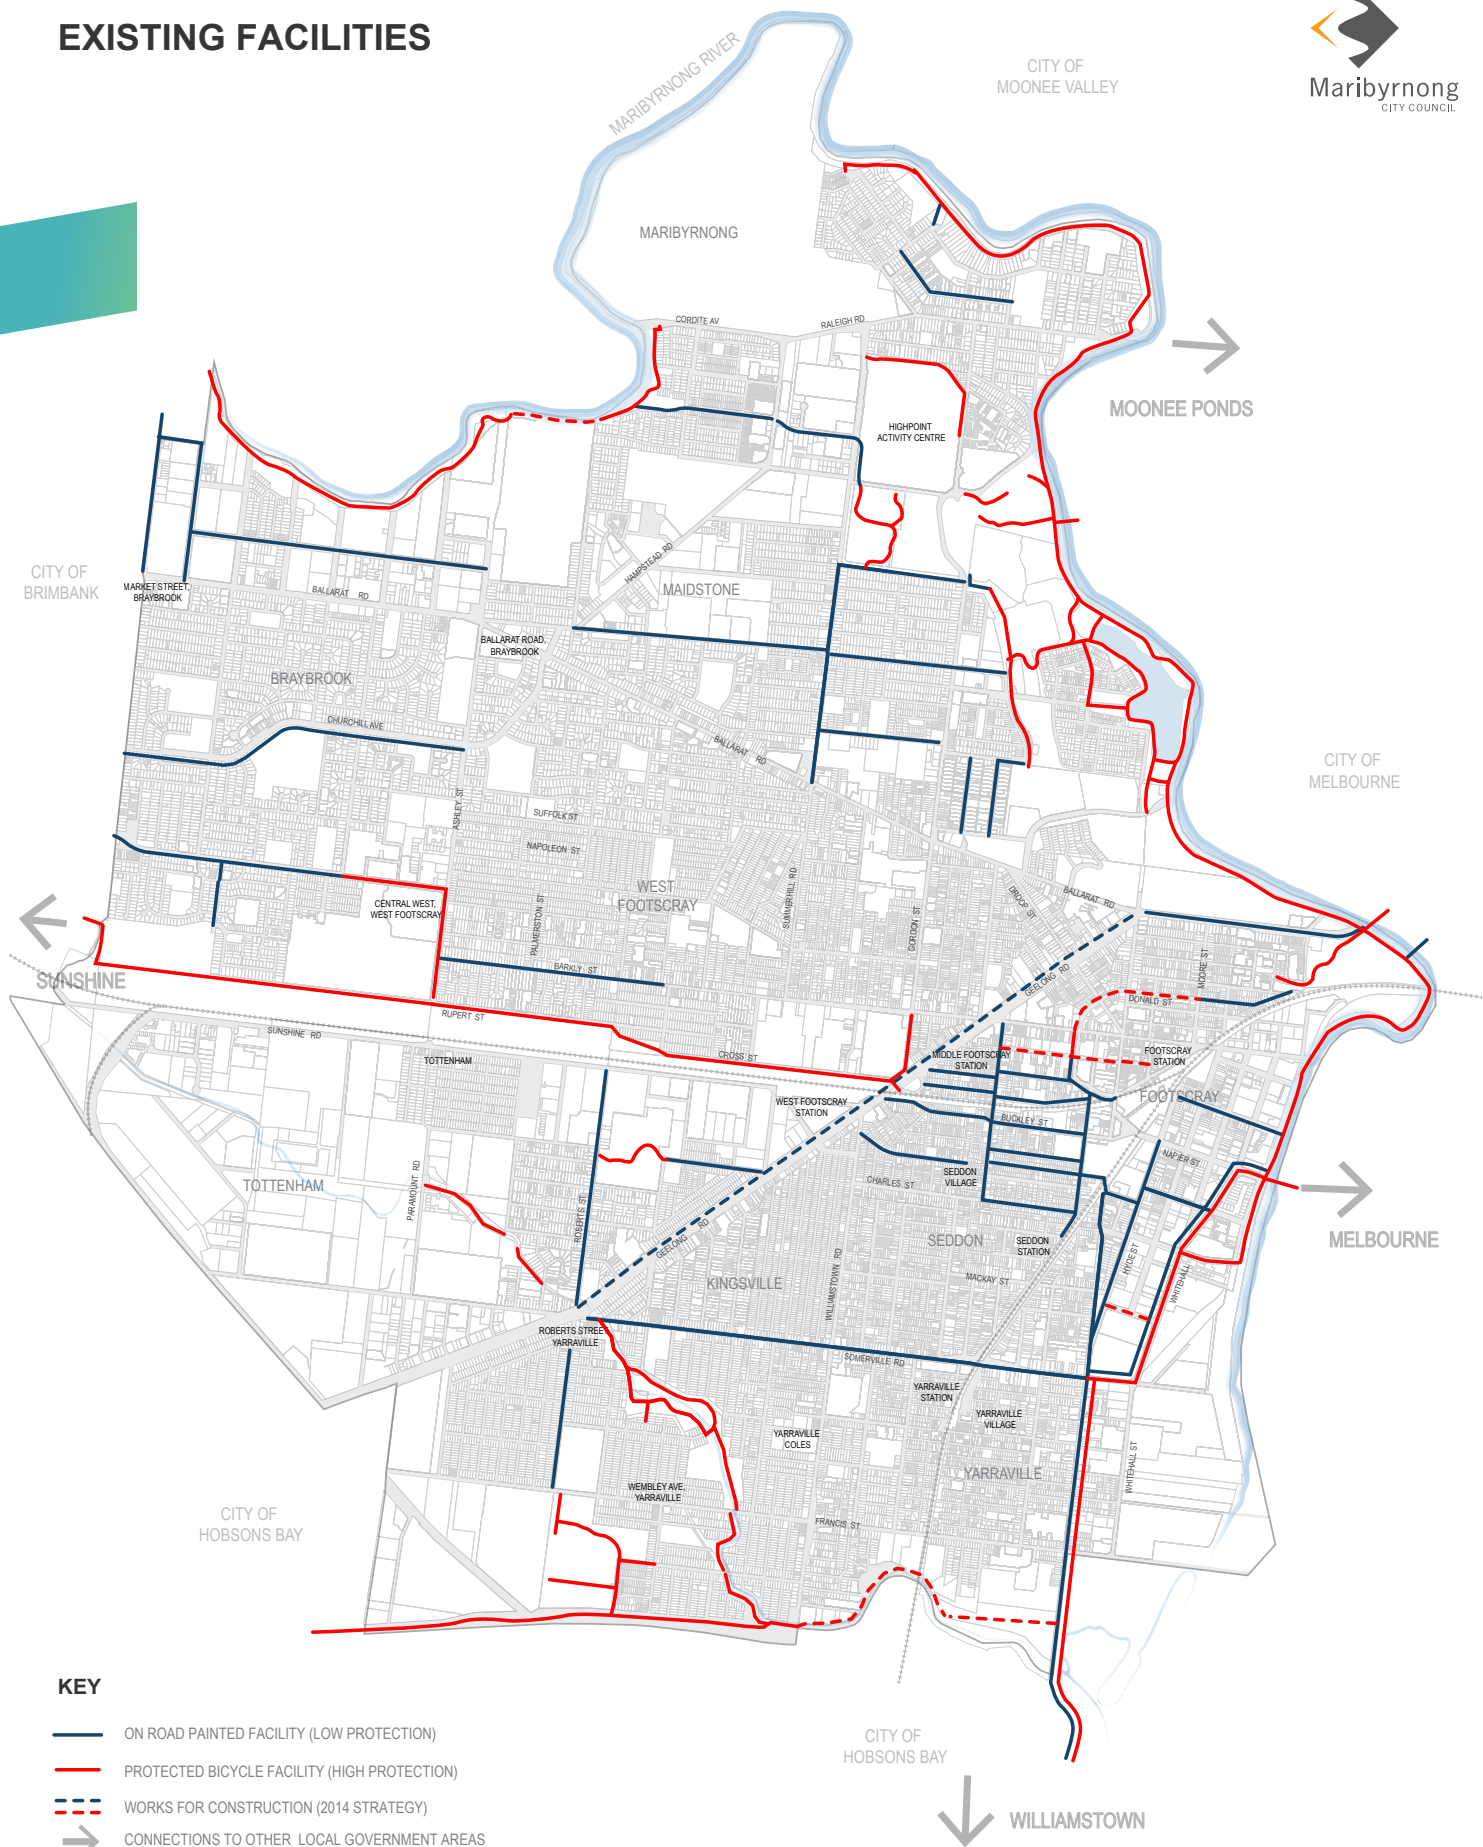 EXISTING FACILITIES
Maribyrnong
CITY COUNCIL
CITY OF
MOONEE VALLEY
MARIBYRNONG RIVER
MARIBYRNONG
CORDITE AV
RALEIGH RD
MOONEE PONDS
HIGHPOINT
ACTIVITY CENTRE
CITY OF
BRIMBANK
MARKET STREET,
BRAYBROOK
BALLARAT RD
HAMPSTEAD RD
MAIDSTONE
BALLARAT ROAD,
BRAYBROOK
BRAYBROOK
CHURCHILL AVE
BALLARAT RD
CITY OF
MELBOURNE
ASHLEY ST
SUFFOLK ST
NAPOLEON ST
WEST
FOOTSCRAY
SUMMERHILL RD
CENTRAL WEST,
WEST FOOTSCRAY
PALMERSTON ST
GORDON ST
DROOP ST
BALLARAT RD
MOORE ST
BARKLY ST
GEELONG RD
DONALD ST
SUNSHINE
RUPERT ST
SUNSHINE RD
CROSS ST
TOTTENHAM
MIDDLE FOOTSCRAY
STATION
FOOTSCRAY
STATION
FOOTSCRAY
WEST FOOTSCRAY
STATION
BUCKLEY ST
NAPIER ST
TOTTENHAM
PARAMOUNT RD
ROBERTS ST
CHARLES ST
SEDDON
VILLAGE
MELBOURNE
GEELONG RD
SEDDON
SEDDON
STATION
HYDE ST
WHITEHALL
KINGSVILLE
WILLIAMSTOWN RD
MACKAY ST
ROBERTS STREET
YARRAVILLE
SOMERVILLE RD
YARRAVILLE
STATION
YARRAVILLE
VILLAGE
YARRAVILLE
COLES
YARRAVILLE
WHITEHALL ST
WEMBLEY AVE,
YARRAVILLE
FRANCIS ST
CITY OF
HOBSONS BAY
KEY
ON ROAD PAINTED FACILITY (LOW PROTECTION)
PROTECTED BICYCLE FACILITY (HIGH PROTECTION)
WORKS FOR CONSTRUCTION (2014 STRATEGY)
CONNECTIONS TO OTHER LOCAL GOVERNMENT AREAS
CITY OF
HOBSONS BAY
WILLIAMSTOWN